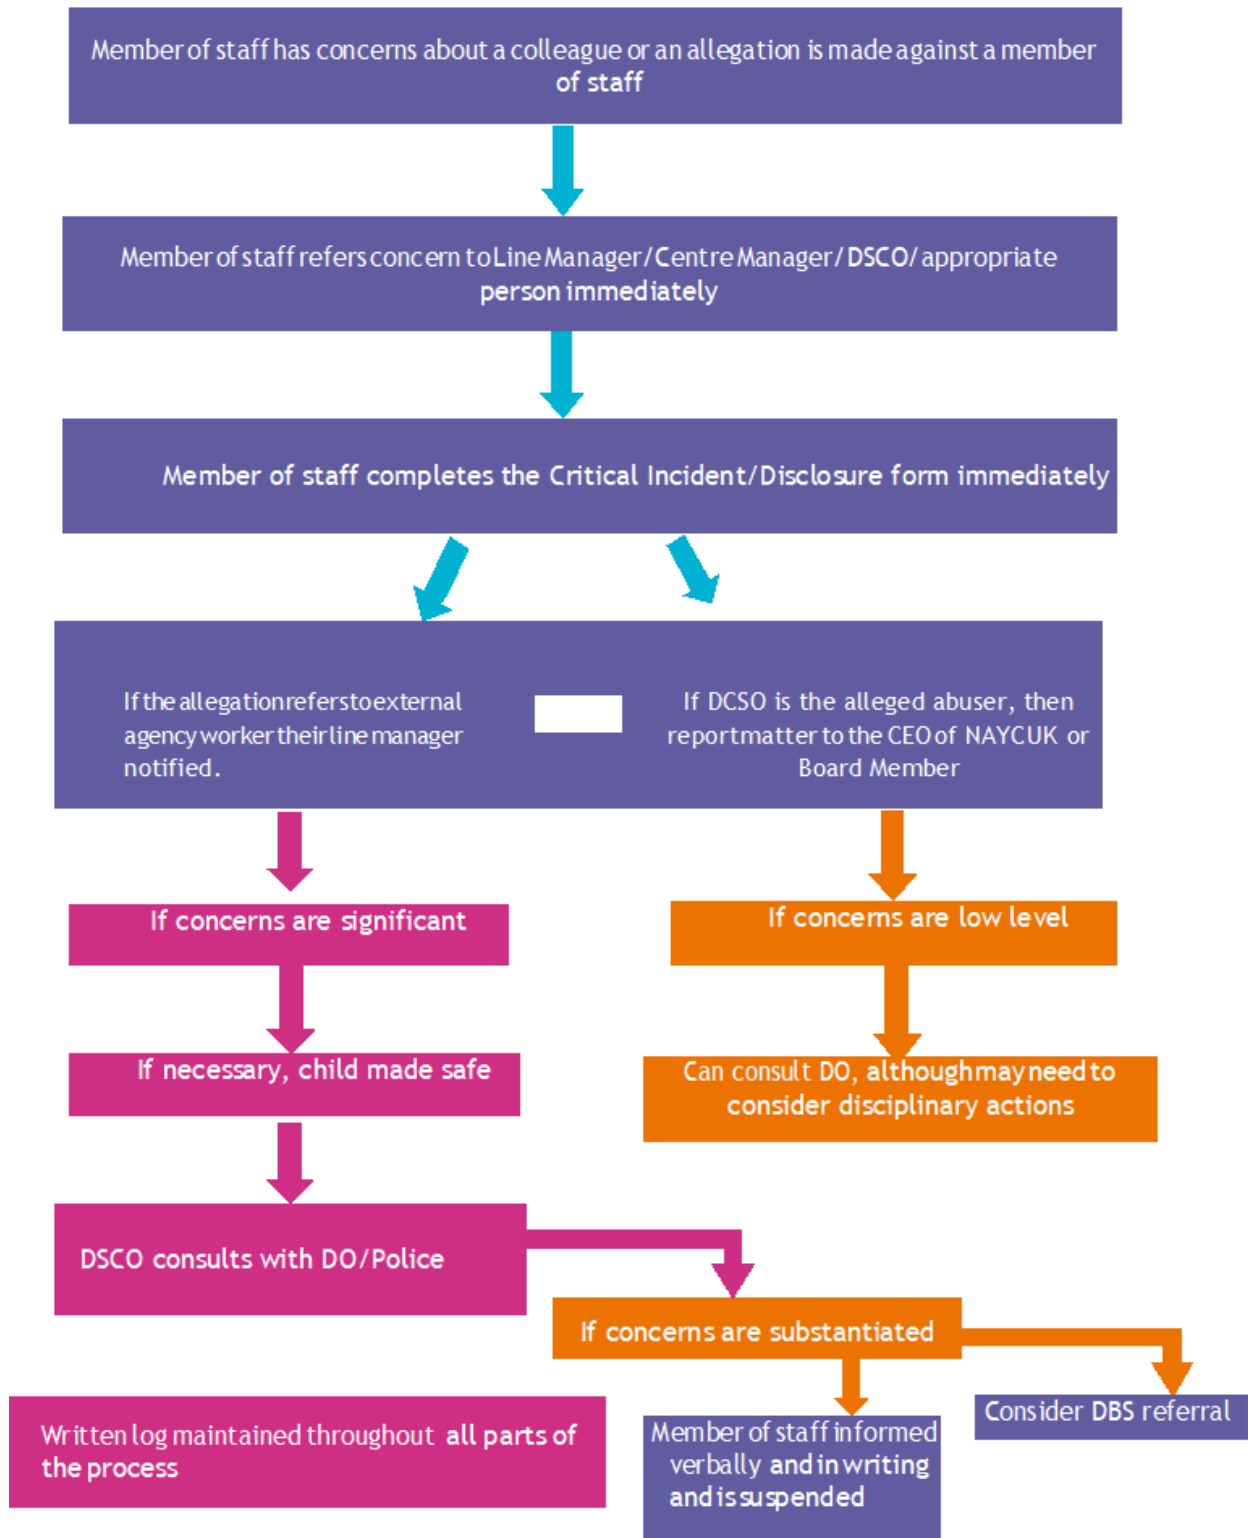 Member of staff has concerns about a colleague or an allegation is made against a member
of staff
Member of staff refers concern to Line Manager/Centre Manager/DSCO/appropriate
person immediately
Member of staff completes the Critical Incident/Disclosure form immediately
If the allegation refers to external
agency worker their line manager
notified.
If DCSO is the alleged abuser, then
report matter to the CEO of NAYCUK or
Board Member
If concerns are significant
If concerns are low level
If necessary, child made safe
Can consult DO, although may need to
consider disciplinary actions
DSCO consults with DO/Police
If concerns are substantiated
Consider DBS referral
Member of staff informed
verbally and in writing
and is suspended
Written log maintained throughout all parts of
the process